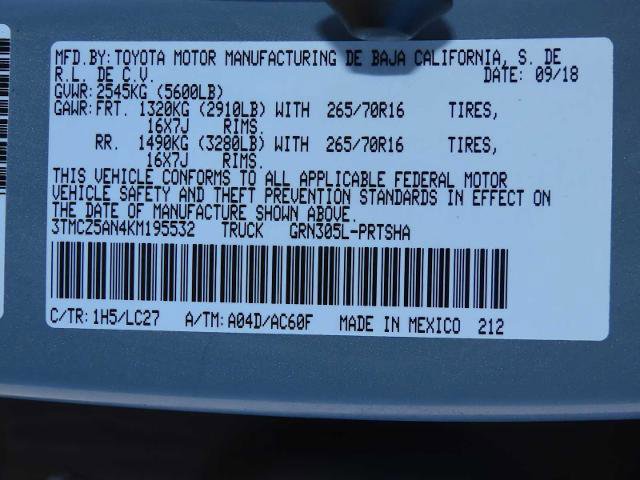 MFD.BY: TOYOTA MOTOR MANUFACTURING DE BAJA CALIFORNIA, S. DE
R.L. DE C.V. DATE: 09/18
GVWR: 2545KG (5600LB)
GAWR: FRT. 1320KG (2910LB) WITH 265/70R16 TIRES,
16X7J RIMS.
RR. 1490KG (3280LB) WITH 265/70R16 TIRES,
16X7J RIMS.
THIS VEHICLE CONFORMS TO ALL APPLICABLE FEDERAL MOTOR
VEHICLE SAFETY AND THEFT PREVENTION STANDARDS IN EFFECT ON
THE DATE OF MANUFACTURE SHOWN ABOVE.
3TMCZ5AN4KM195532 TRUCK GRN305L-PRTSHA
C/TR: 1H5/LC27 A/TM: A04D/AC60F MADE IN MEXICO 212